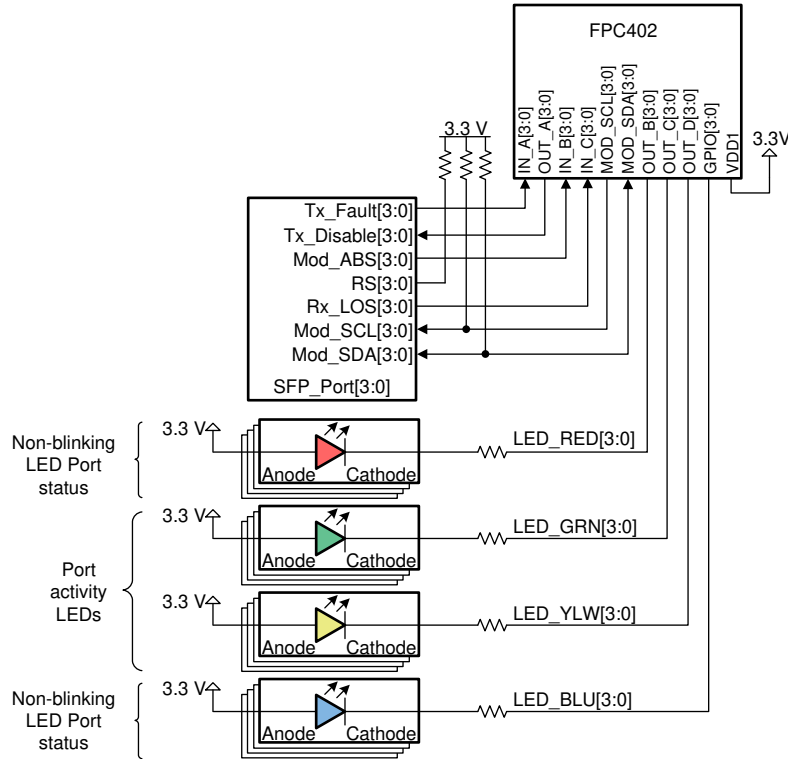 FPC402
IN_A[3:0]
OUT_A[3:0]
IN_B[3:0]
IN_C[3:0]
MOD_SCL[3:0]
MOD_SDA[3:0]
OUT_B[3:0]
OUT_C[3:0]
OUT_D[3:0]
GPIO[3:0]
VDD1
3.3V
3.3 V
Tx_Fault[3:0]
Tx_Disable[3:0]
Mod_ABS[3:0]
RS[3:0]
Rx_LOS[3:0]
Mod_SCL[3:0]
Mod_SDA[3:0]
SFP_Port[3:0]
Non-blinking
LED Port
status
3.3 V
Anode Cathode
LED_RED[3:0]
Port
activity
LEDs
3.3 V
Anode Cathode
LED_GRN[3:0]
3.3 V
Anode Cathode
LED_YLW[3:0]
Non-blinking
LED Port
status
3.3 V
Anode Cathode
LED_BLU[3:0]